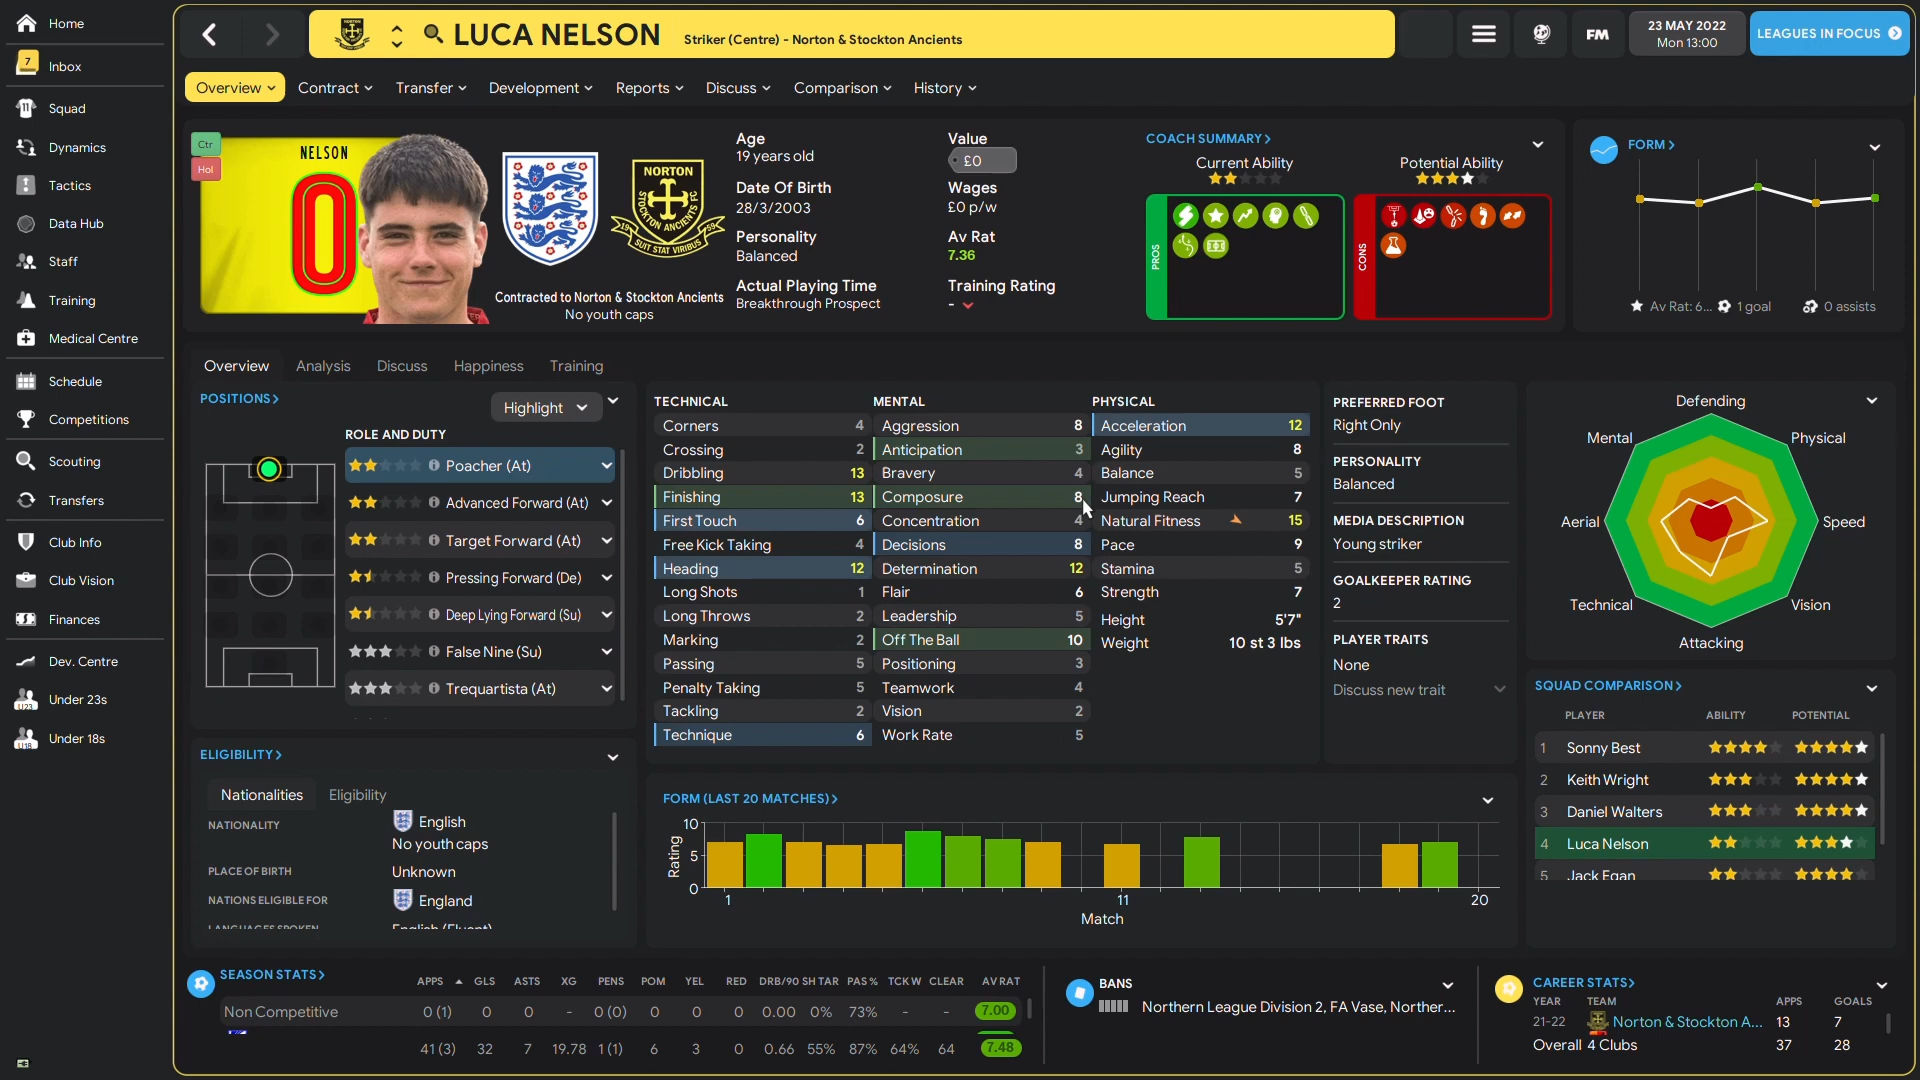 Home
7
Inbox
Squad
Dynamics
Tactics
Data Hub
Staff
Training
Medical Centre
Schedule
Competitions
Scouting
Transfers
Club Info
Club Vision
Finances
Dev. Centre
U23
Under 23s
U18
Under 18s
NORTON
LUCA NELSON
Striker (Centre) - Norton & Stockton Ancients
FM
23 MAY 2022
Mon 13:00
LEAGUES IN FOCUS
Overview
Contract
Transfer
Development
Reports
Discuss
Comparison
History
Ctr
Hol
NELSON
0
NORTON
STOCKTON ANCIENTS FC
SUIT STAT VIRIBUS
Contracted to Norton & Stockton Ancients
No youth caps
Age
19 years old
Date Of Birth
28/3/2003
Personality
Balanced
Actual Playing Time
Breakthrough Prospect
Value
£0
Wages
£0 p/w
Av Rat
7.36
Training Rating
-
COACH SUMMARY>
Current Ability
Potential Ability
PROS
CONS
FORM>
Av Rat: 6...
1 goal
0 assists
Overview
Analysis
Discuss
Happiness
Training
POSITIONS>
Highlight
ROLE AND DUTY
Poacher (At)
Advanced Forward (At)
Target Forward (At)
Pressing Forward (De)
Deep Lying Forward (Su)
False Nine (Su)
Trequartista (At)
TECHNICAL
Corners 4
Crossing 2
Dribbling 13
Finishing 13
First Touch 6
Free Kick Taking 4
Heading 12
Long Shots 1
Long Throws 2
Marking 2
Passing 5
Penalty Taking 5
Tackling 2
Technique 6
MENTAL
Aggression 8
Anticipation 3
Bravery 4
Composure 8
Concentration 4
Decisions 8
Determination 12
Flair 6
Leadership 5
Off The Ball 10
Positioning 3
Teamwork 4
Vision 2
Work Rate 5
PHYSICAL
Acceleration 12
Agility 8
Balance 5
Jumping Reach 7
Natural Fitness 15
Pace 9
Stamina 5
Strength 7
Height 5'7"
Weight 10 st 3 lbs
PREFERRED FOOT
Right Only
PERSONALITY
Balanced
MEDIA DESCRIPTION
Young striker
GOALKEEPER RATING
2
PLAYER TRAITS
None
Discuss new trait
Defending
Mental
Physical
Aerial
Speed
Technical
Vision
Attacking
SQUAD COMPARISON>
PLAYER ABILITY POTENTIAL
1 Sonny Best
2 Keith Wright
3 Daniel Walters
4 Luca Nelson
5 Jack Egan
ELIGIBILITY>
Nationalities
Eligibility
NATIONALITY
English
No youth caps
PLACE OF BIRTH
Unknown
NATIONS ELIGIBLE FOR
England
LANGUAGES SPOKEN
English (Fluent)
FORM (LAST 20 MATCHES)>
Rating
10
5
0
1
11
20
Match
SEASON STATS>
APPS GLS ASTS XG PENS POM YEL RED DRB/90 SH TAR PAS % TCK W CLEAR AV RAT
Non Competitive 0 (1) 0 0 - 0 (0) 0 0 0 0.00 0% 73% - - 7.00
41 (3) 32 7 19.78 1 (1) 6 3 0 0.66 55% 87% 64% 64 7.48
BANS
Northern League Division 2, FA Vase, Norther...
CAREER STATS>
YEAR TEAM APPS GOALS
21-22 Norton & Stockton A... 13 7
Overall 4 Clubs 37 28